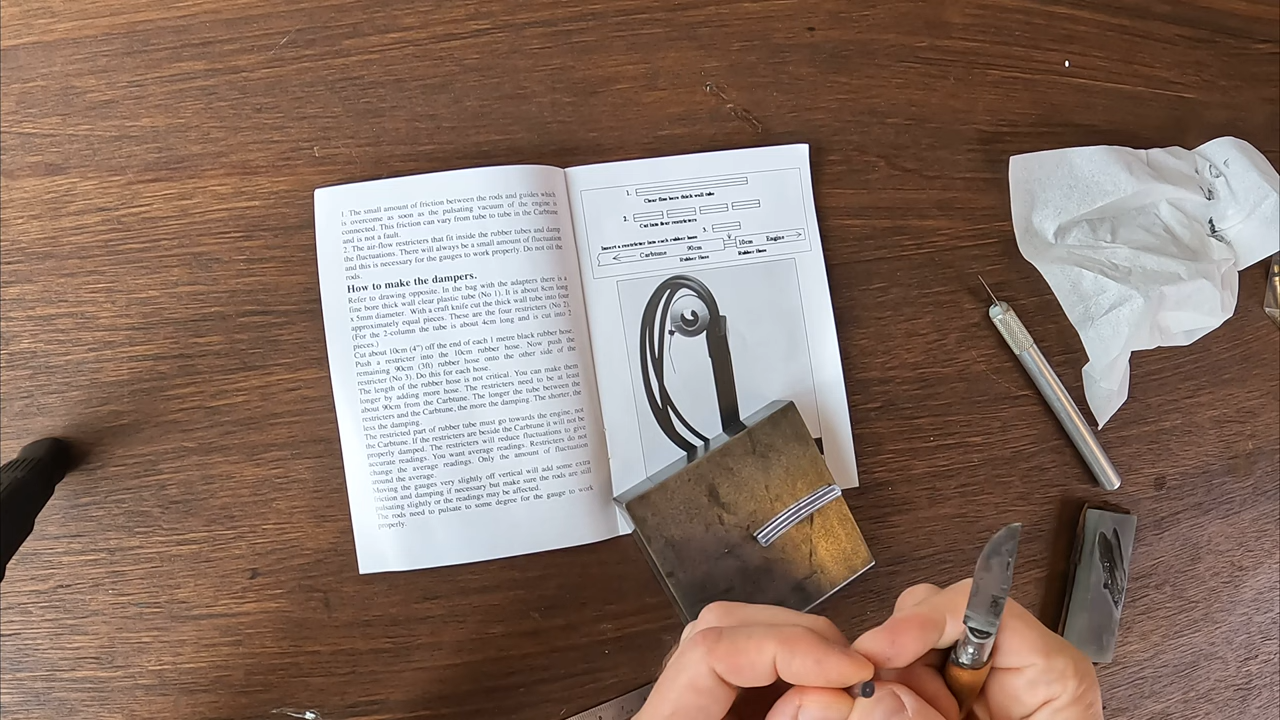 1. The small amount of friction between the rods and guides which
is overcome as soon as the pulsating vacuum of the engine is
connected. This friction can vary from tube to tube in the Carbtune
and is not a fault.
2. The air-flow restrictors that fit inside the rubber tubes and damp
the fluctuations. There will always be a small amount of fluctuation
and this is necessary for the gauges to work properly. Do not oil the
rods.
How to make the dampers.
Refer to drawing opposite. In the bag with the adapters there is a
fine bore thick wall clear plastic tube (No 1). It is about 8cm long
x 5mm diameter. With a craft knife cut the thick wall tube into four
approximately equal pieces. These are the four restricters (No 2).
(For the 2-column the tube is about 4cm long and is cut into 2
pieces.)
Cut about 10cm (4") off the end of each 1 metre black rubber hose.
Push a restricter into the 10cm rubber hose. Now push the
remaining 90cm (3ft) rubber hose onto the other side of the
restricter (No 3). Do this for each hose.
The length of the rubber hose is not critical. You can make them
longer by adding more hose. The restricters need to be at least
about 90cm from the Carbtune. The longer the tube between the
restricters and the Carbtune, the more the damping. The shorter, the
less the damping.
The restricted part of rubber tube must go towards the engine, not
the Carbtune. If the restricters are beside the Carbtune it will not be
properly damped. The restricters will reduce fluctuations to give
accurate readings. You want average readings. Restricters do not
change the average readings. Only the amount of fluctuation
around the average.
Moving the gauges very slightly off vertical will add some extra
friction and damping if necessary but make sure the rods are still
pulsating slightly or the readings may be affected.
The rods need to pulsate to some degree for the gauge to work
properly.
1.
Clear fine bore thick wall tube
2.
Cut into four restricters
3.
Insert a restricter into each rubber hose
Carbtune 90cm
Rubber Hose
10cm Engine
Rubber Hose